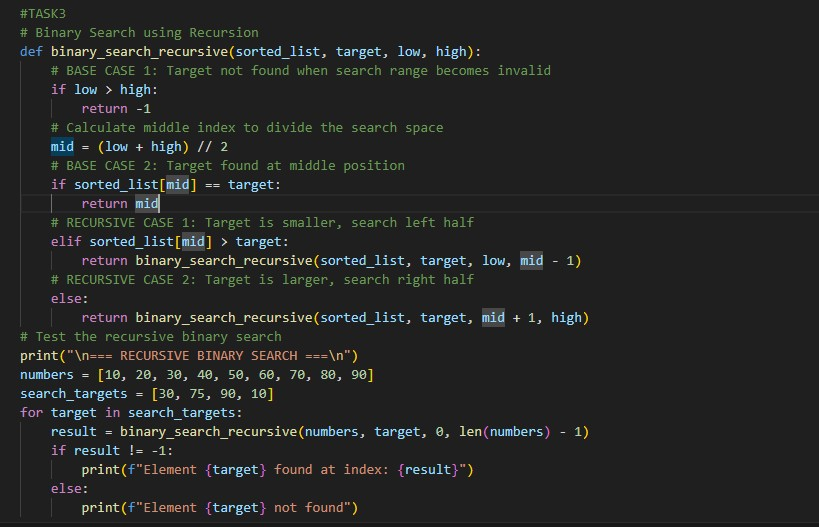 #TASK3
# Binary Search using Recursion
def binary_search_recursive(sorted_list, target, low, high):
    # BASE CASE 1: Target not found when search range becomes invalid
    if low > high:
        return -1
    # Calculate middle index to divide the search space
    mid = (low + high) // 2
    # BASE CASE 2: Target found at middle position
    if sorted_list[mid] == target:
        return mid
    # RECURSIVE CASE 1: Target is smaller, search left half
    elif sorted_list[mid] > target:
        return binary_search_recursive(sorted_list, target, low, mid - 1)
    # RECURSIVE CASE 2: Target is larger, search right half
    else:
        return binary_search_recursive(sorted_list, target, mid + 1, high)
# Test the recursive binary search
print("\n=== RECURSIVE BINARY SEARCH ===\n")
numbers = [10, 20, 30, 40, 50, 60, 70, 80, 90]
search_targets = [30, 75, 90, 10]
for target in search_targets:
    result = binary_search_recursive(numbers, target, 0, len(numbers) - 1)
    if result != -1:
        print(f"Element {target} found at index: {result}")
    else:
        print(f"Element {target} not found")